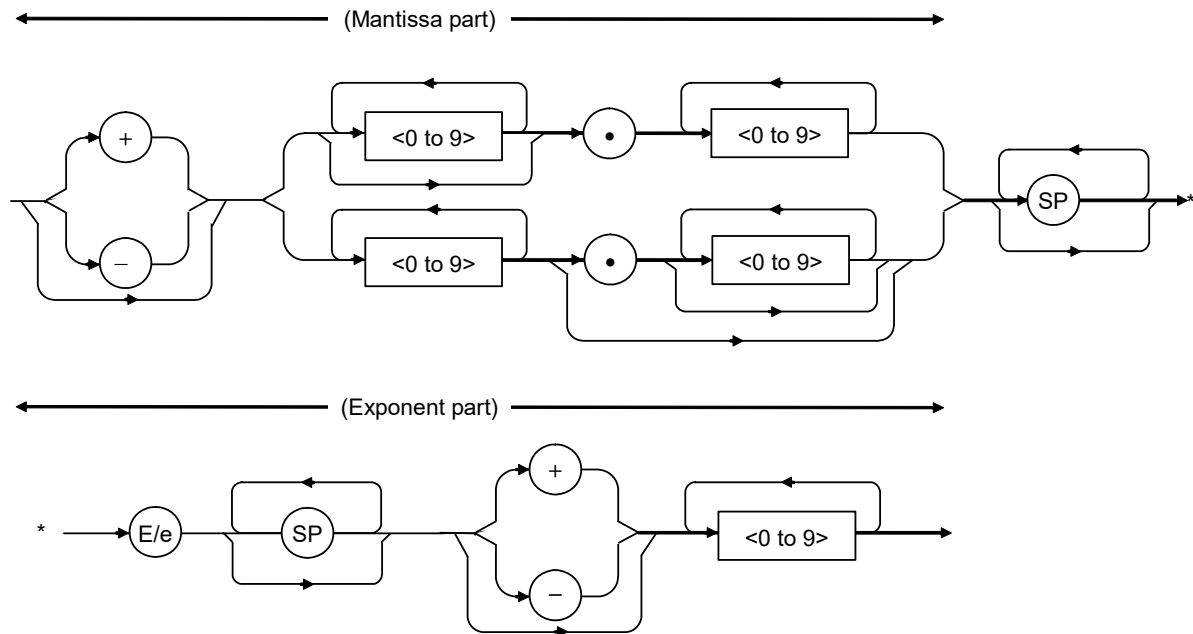 (Mantissa part)
+ <0 to 9> • <0 to 9>
SP *
− <0 to 9> • <0 to 9>
(Exponent part)
* E/e SP + <0 to 9>
−